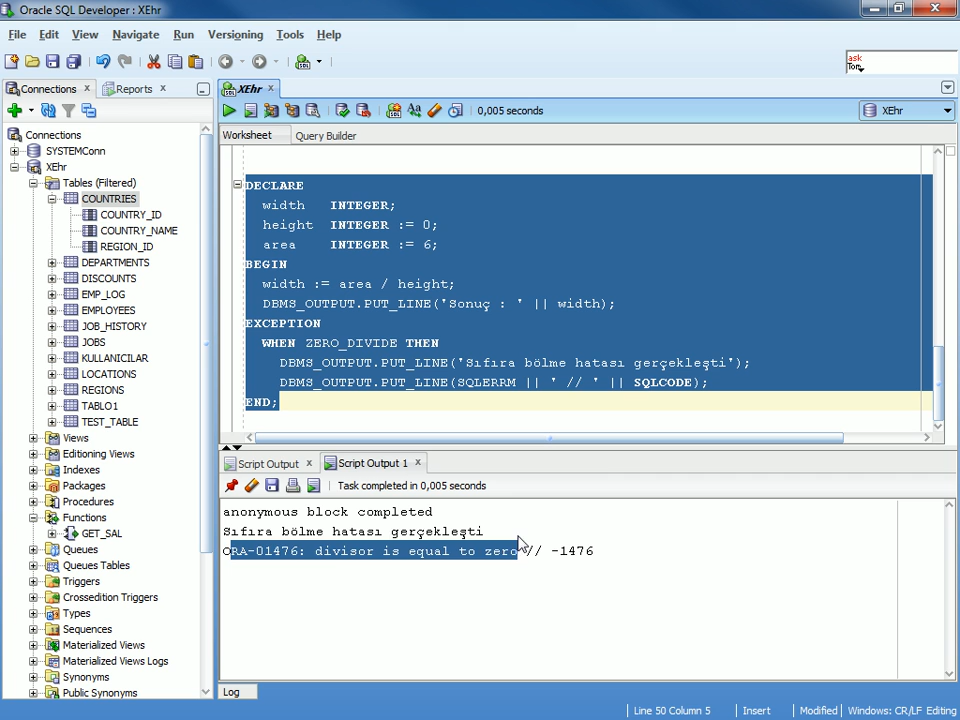 Oracle SQL Developer : XEhr
File Edit View Navigate Run Versioning Tools Help
ask
Tom
Connections Reports
Connections
SYSTEMConn
XEhr
Tables (Filtered)
COUNTRIES
COUNTRY_ID
COUNTRY_NAME
REGION_ID
DEPARTMENTS
DISCOUNTS
EMP_LOG
EMPLOYEES
JOB_HISTORY
JOBS
KULLANICILAR
LOCATIONS
REGIONS
TABLO1
TEST_TABLE
Views
Editioning Views
Indexes
Packages
Procedures
Functions
GET_SAL
Queues
Queues Tables
Triggers
Crossedition Triggers
Types
Sequences
Materialized Views
Materialized Views Logs
Synonyms
Public Synonyms
XEhr
0,005 seconds
XEhr
Worksheet Query Builder
DECLARE
width INTEGER;
height INTEGER := 0;
area INTEGER := 6;
BEGIN
width := area / height;
DBMS_OUTPUT.PUT_LINE('Sonuç : ' || width);
EXCEPTION
WHEN ZERO_DIVIDE THEN
DBMS_OUTPUT.PUT_LINE('Sıfıra bölme hatası gerçekleşti');
DBMS_OUTPUT.PUT_LINE(SQLERRM || ' // ' || SQLCODE);
END;
Script Output Script Output 1
Task completed in 0,005 seconds
anonymous block completed
Sıfıra bölme hatası gerçekleşti
ORA-01476: divisor is equal to zero // -1476
Log
Line 50 Column 5 Insert Modified Windows: CR/LF Editing